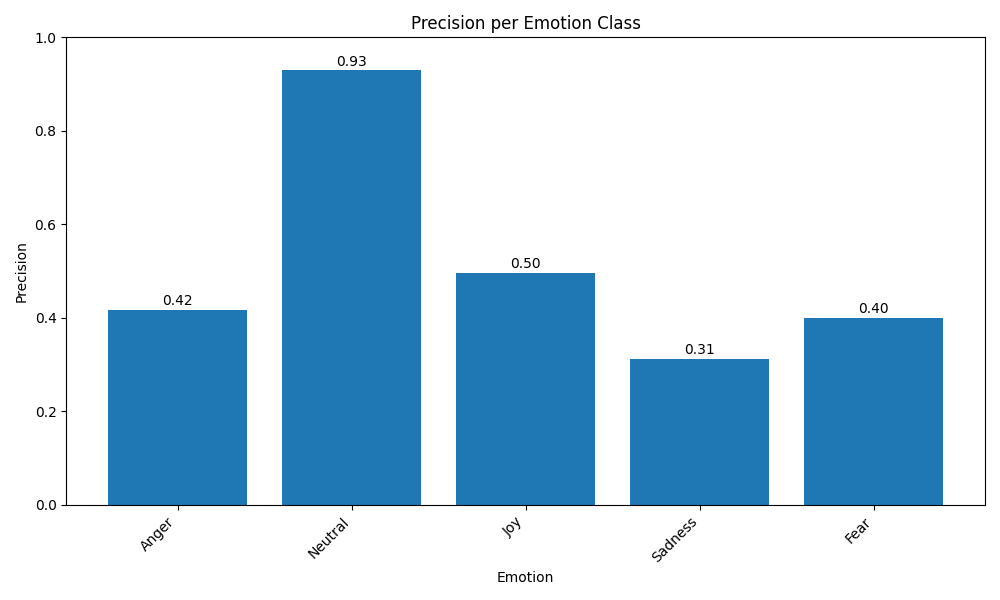 Precision per Emotion Class
1.0
0.8
0.6
0.4
0.2
0.0
Precision
0.42
0.93
0.50
0.31
0.40
Anger
Neutral
Joy
Sadness
Fear
Emotion